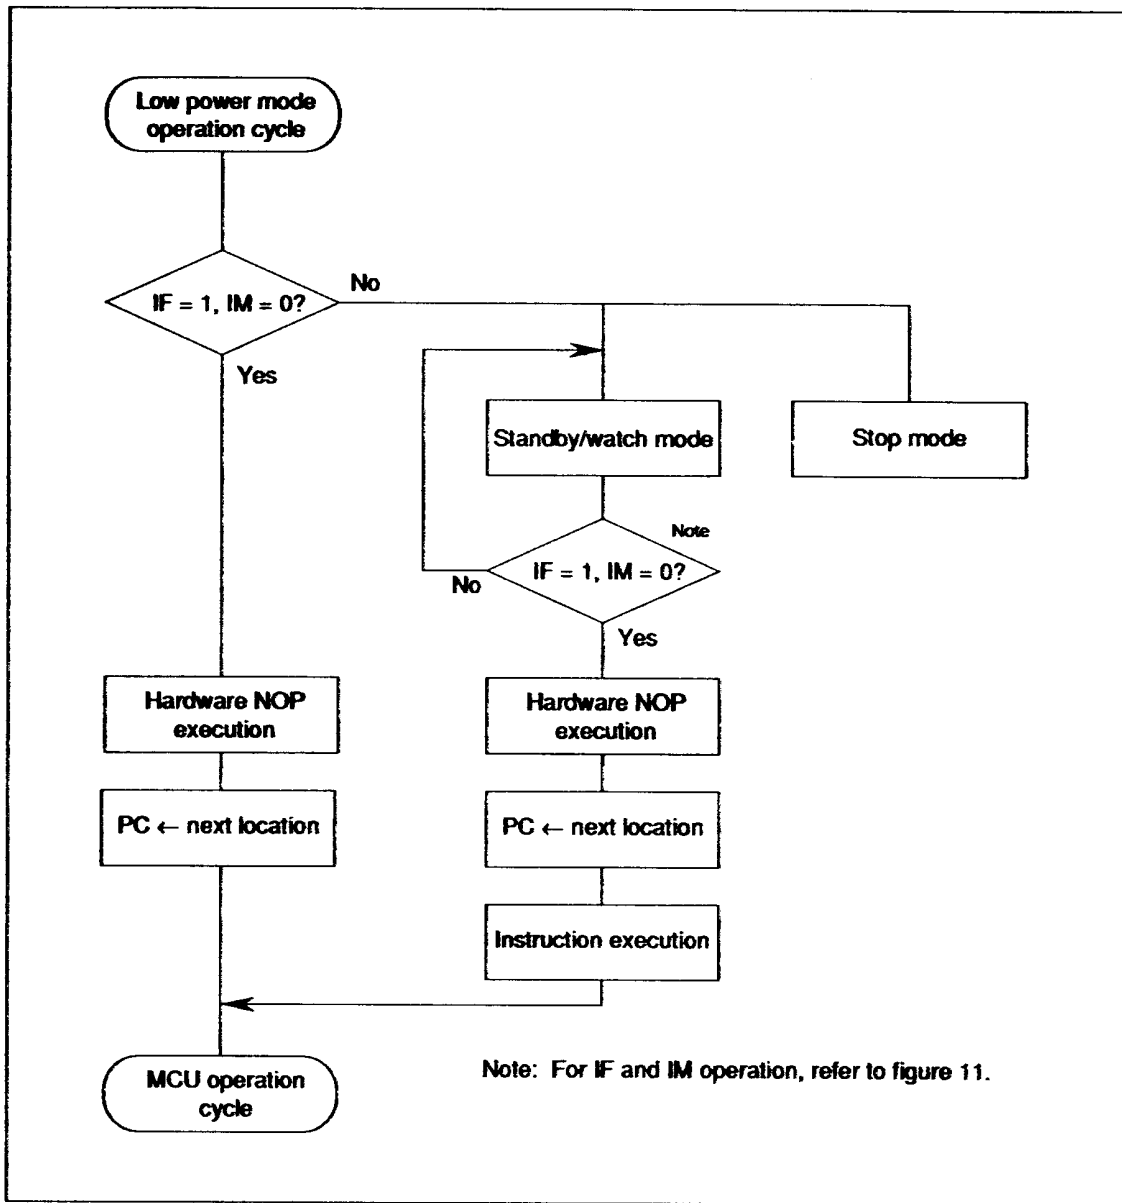 Low power mode
operation cycle
IF = 1, IM = 0?
No
Yes
Standby/watch mode
Stop mode
Note
IF = 1, IM = 0?
No
Yes
Hardware NOP
execution
PC ← next location
Hardware NOP
execution
PC ← next location
Instruction execution
MCU operation
cycle
Note: For IF and IM operation, refer to figure 11.